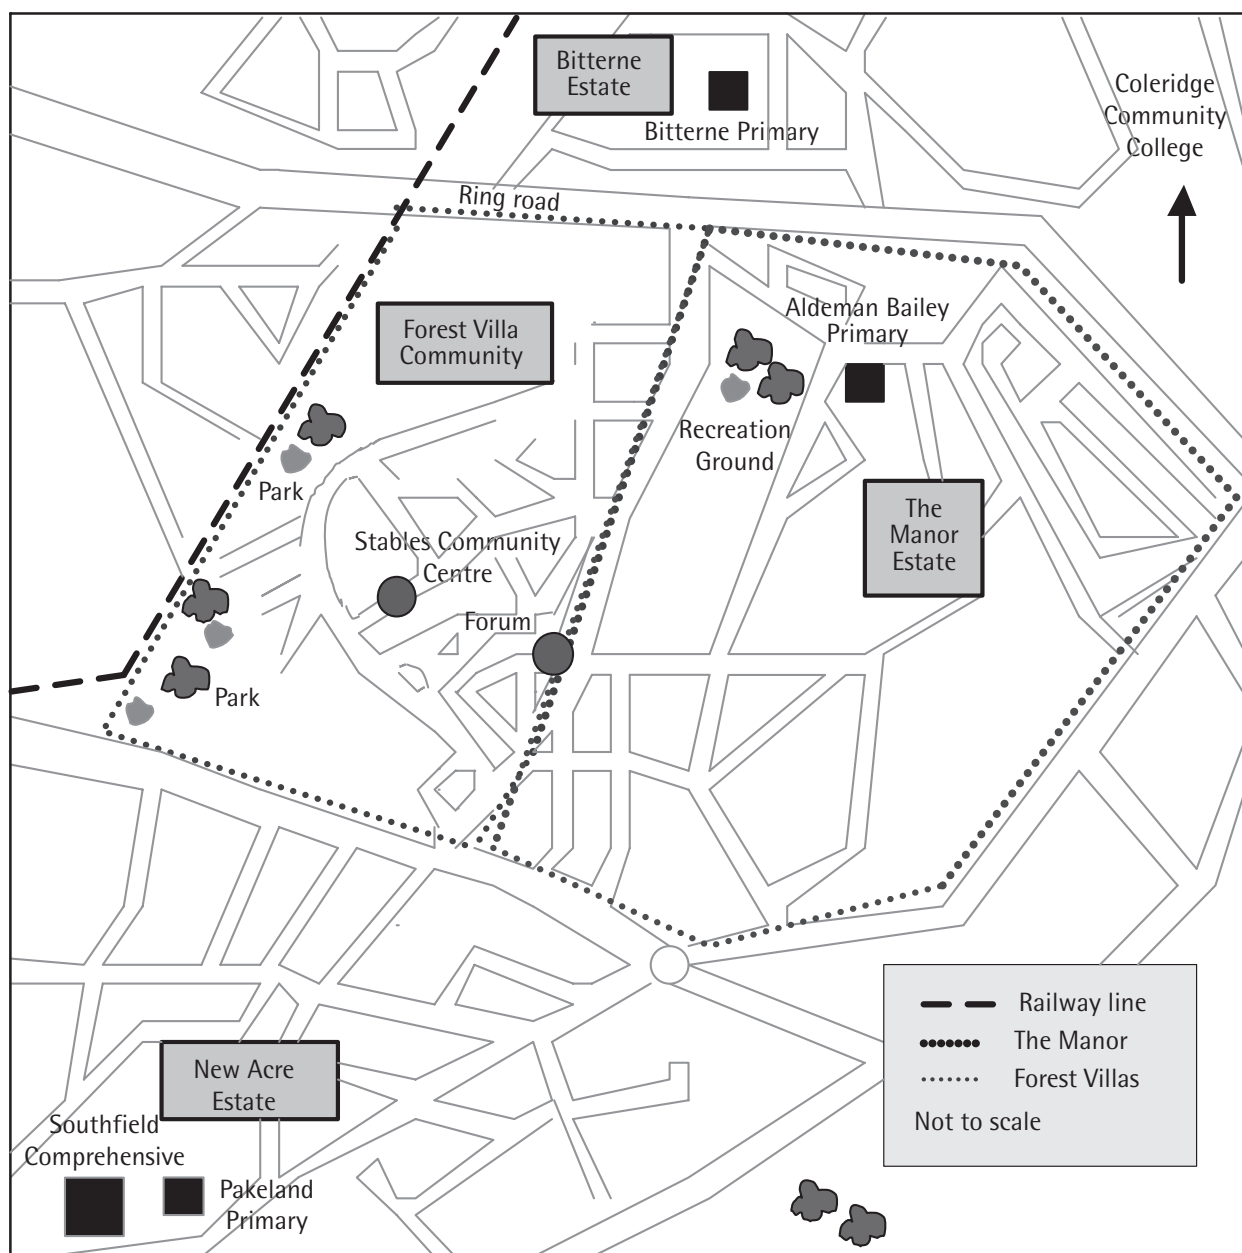 Bitterne
Estate
Bitterne Primary
Coleridge
Community
College
Ring road
Forest Villa
Community
Aldeman Bailey
Primary
Recreation
Ground
Park
The
Manor
Estate
Stables Community
Centre
Forum
Park
Railway line
The Manor
Forest Villas
Not to scale
New Acre
Estate
Southfield
Comprehensive
Pakeland
Primary